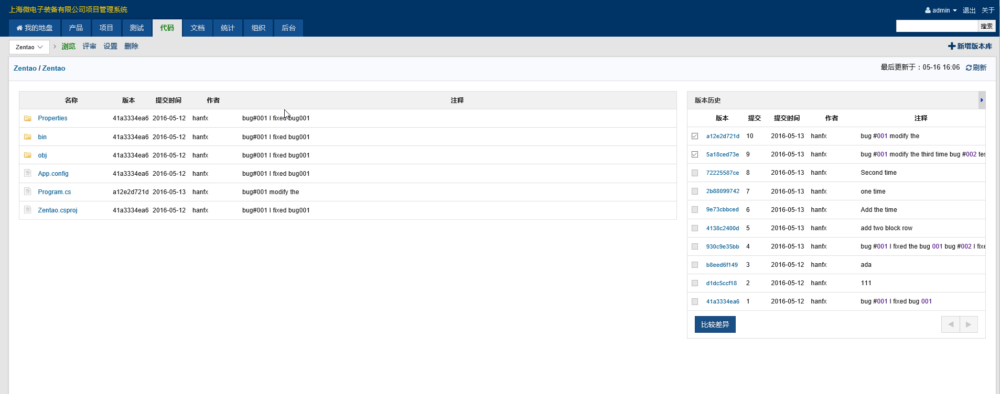 上海微电子装备有限公司项目管理系统
admin 退出 关于
我的地盘 产品 项目 测试 代码 文档 统计 组织 后台
搜索
Zentao 浏览 评审 设置 删除
新增版本库
Zentao / Zentao
最后更新于：05-16 16:06 刷新
名称 版本 提交时间 作者 注释
Properties 41a3334ea6 2016-05-12 hanfx bug#001 I fixed bug001
bin 41a3334ea6 2016-05-12 hanfx bug#001 I fixed bug001
obj 41a3334ea6 2016-05-12 hanfx bug#001 I fixed bug001
App.config 41a3334ea6 2016-05-12 hanfx bug#001 I fixed bug001
Program.cs a12e2d721d 2016-05-13 hanfx bug#001 modify the
Zentao.csproj 41a3334ea6 2016-05-12 hanfx bug#001 I fixed bug001
版本历史
版本 提交 提交时间 作者 注释
a12e2d721d 10 2016-05-13 hanfx bug #001 modify the
5a18ced73e 9 2016-05-13 hanfx bug #001 modify the third time bug #002 tes
72225587ce 8 2016-05-13 hanfx Second time
2b88099742 7 2016-05-13 hanfx one time
9e73cbbced 6 2016-05-13 hanfx Add the time
4138c2400d 5 2016-05-13 hanfx add two block row
930c9e35bb 4 2016-05-13 hanfx bug #001 I fixed the bug 001 bug #002 I fixe
b8eed6f149 3 2016-05-12 hanfx ada
d1dc5ccf18 2 2016-05-12 hanfx 111
41a3334ea6 1 2016-05-12 hanfx bug #001 I fixed bug 001
比较差异